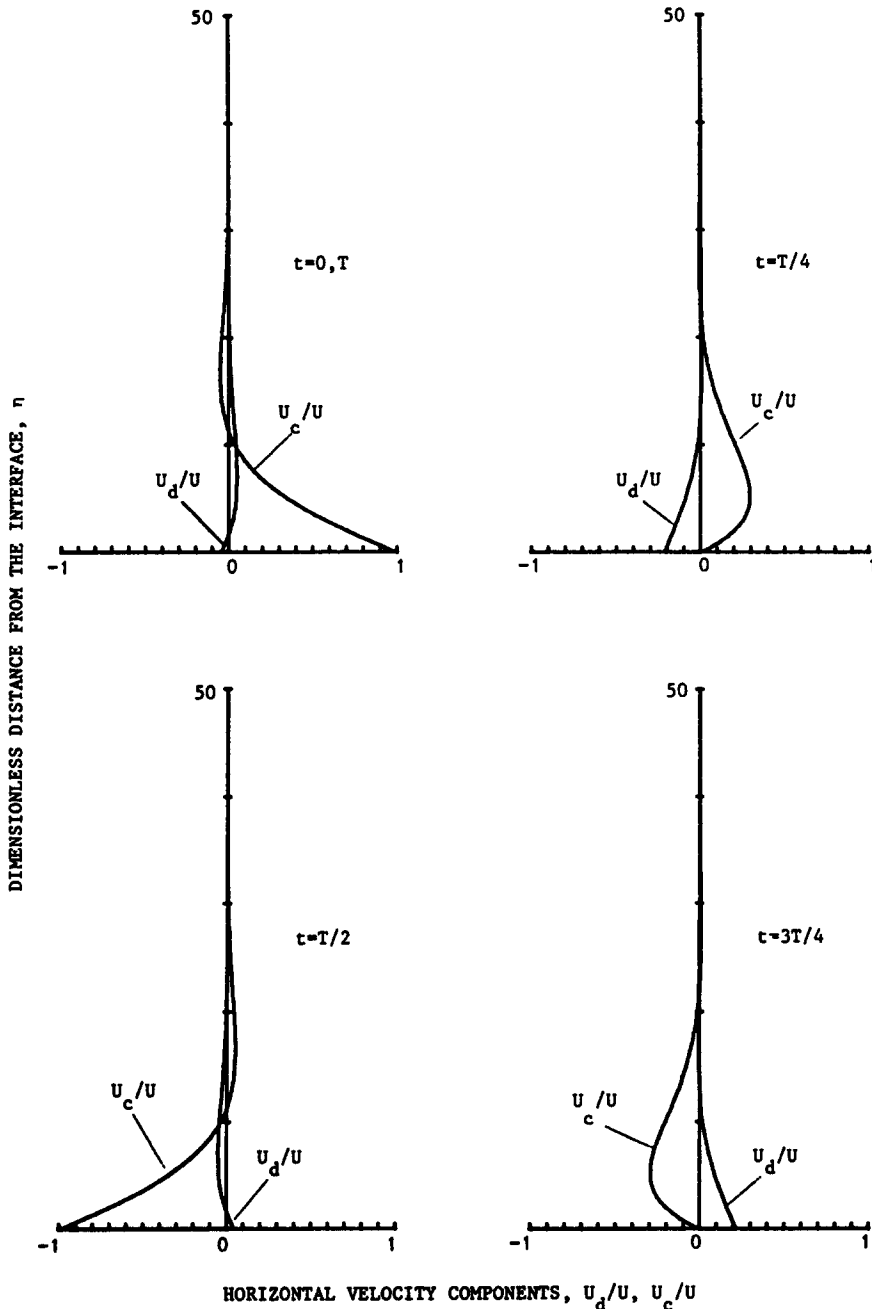 50
t=0,T
U_c/U
U_d/U
-1 0 1
50
t=T/4
U_c/U
U_d/U
-1 0 1
DIMENSIONLESS DISTANCE FROM THE INTERFACE, η
50
t=T/2
U_c/U
U_d/U
-1 0 1
50
t=3T/4
U_c/U
U_d/U
-1 0 1
HORIZONTAL VELOCITY COMPONENTS, U_d/U, U_c/U